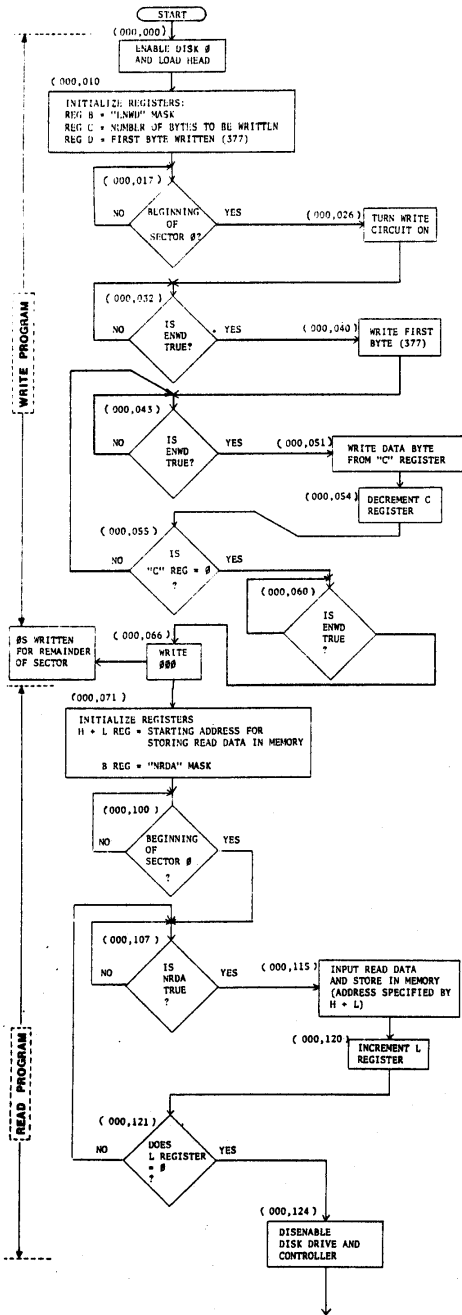 START
(000,000)
ENABLE DISK Ø
AND LOAD HEAD
(000,010
INITIALIZE REGISTERS:
REG B = "ENWD" MASK
REG C = NUMBER OF BYTES TO BE WRITTEN
REG D = FIRST BYTE WRITTEN (377)
(000,017)
NO
BEGINNING
OF
SECTOR Ø?
YES
(000,026)
TURN WRITE
CIRCUIT ON
(000,032)
NO
IS
ENWD
TRUE?
YES
(000,040)
WRITE FIRST
BYTE (377)
WRITE PROGRAM
(000,043)
NO
IS
ENWD
TRUE?
YES
(000,051)
WRITE DATA BYTE
FROM "C" REGISTER
(000,054)
DECREMENT C
REGISTER
(000,055)
NO
IS
"C" REG = Ø
?
YES
(000,060)
IS
ENWD
TRUE
?
(000,066)
WRITE
ØØØ
ØS WRITTEN
FOR REMAINDER
OF SECTOR
(000,071)
INITIALIZE REGISTERS
H + L REG = STARTING ADDRESS FOR
STORING READ DATA IN MEMORY
B REG = "NRDA" MASK
(000,100)
NO
BEGINNING
OF
SECTOR Ø
?
YES
(000,107)
NO
IS
NRDA
TRUE
?
YES
(000,115)
INPUT READ DATA
AND STORE IN MEMORY
(ADDRESS SPECIFIED BY
H + L)
(000,120)
INCREMENT L
REGISTER
READ PROGRAM
(000,121)
NO
DOES
L REGISTER
= Ø
?
YES
(000,124)
DISENABLE
DISK DRIVE AND
CONTROLLER